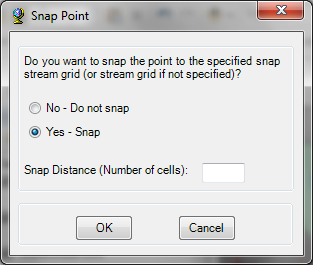 Snap Point
Do you want to snap the point to the specified snap
stream grid (or stream grid if not specified)?
No - Do not snap
Yes - Snap
Snap Distance (Number of cells):
OK
Cancel